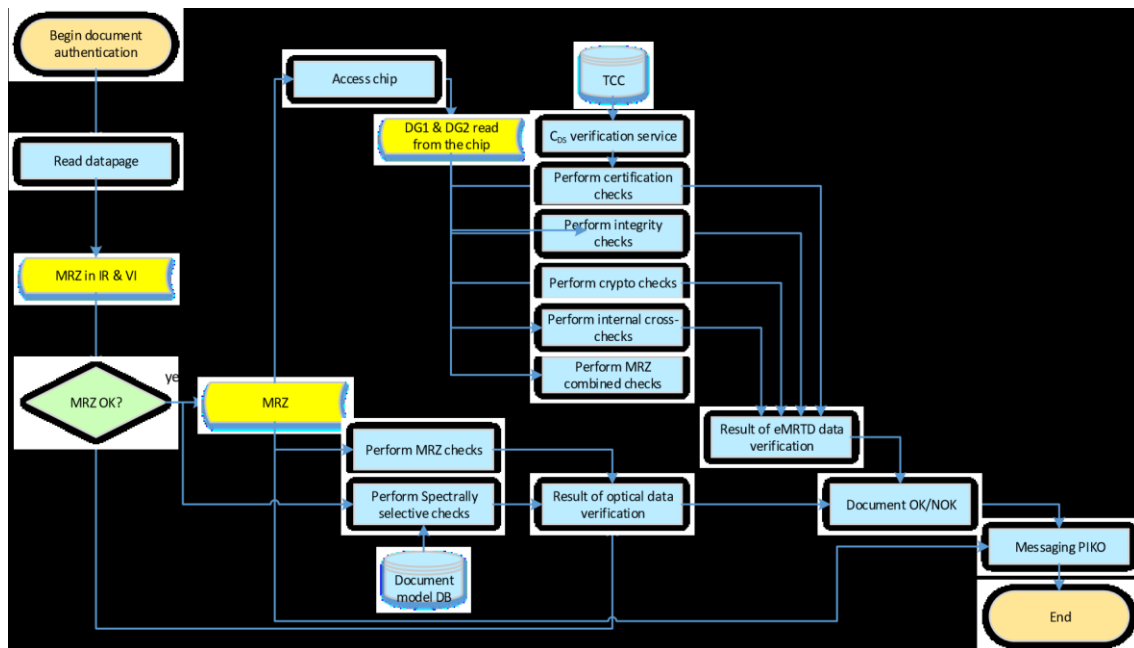 Begin document
authentication
Access chip
TCC
DG1 & DG2 read
from the chip
C_DS verification service
Read datapage
Perform certification
checks
Perform integrity
checks
MRZ in IR & VI
Perform crypto checks
Perform internal cross-
checks
Perform MRZ
combined checks
ye
MRZ OK?
MRZ
Result of eMRTD data
verification
Perform MRZ checks
Perform Spectrally
selective checks
Result of optical data
verification
Document OK/NOK
Messaging PIKO
Document
model DB
End